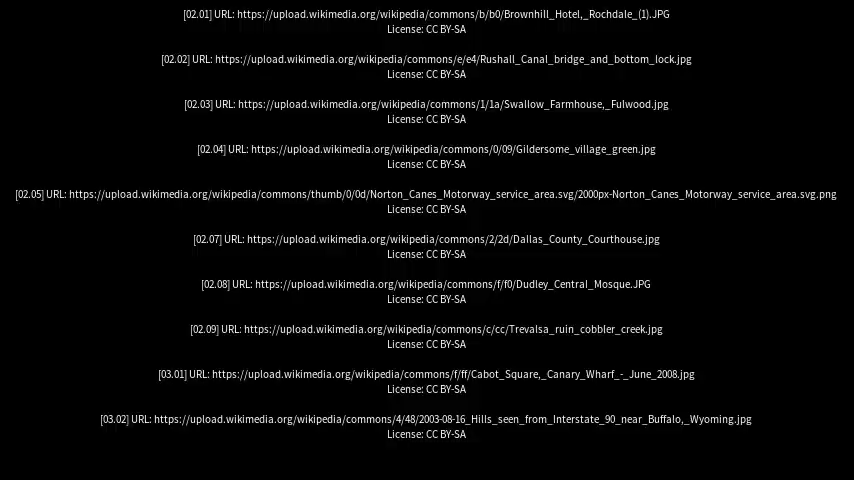 [02.01] URL: https://upload.wikimedia.org/wikipedia/commons/b/b0/Brownhill_Hotel,_Rochdale_(1).JPG
License: CC BY-SA
[02.02] URL: https://upload.wikimedia.org/wikipedia/commons/e/e4/Rushall_Canal_bridge_and_bottom_lock.jpg
License: CC BY-SA
[02.03] URL: https://upload.wikimedia.org/wikipedia/commons/1/1a/Swallow_Farmhouse,_Fulwood.jpg
License: CC BY-SA
[02.04] URL: https://upload.wikimedia.org/wikipedia/commons/0/09/Gildersome_village_green.jpg
License: CC BY-SA
[02.05] URL: https://upload.wikimedia.org/wikipedia/commons/thumb/0/0d/Norton_Canes_Motorway_service_area.svg/2000px-Norton_Canes_Motorway_service_area.svg.png
License: CC BY-SA
[02.07] URL: https://upload.wikimedia.org/wikipedia/commons/2/2d/Dallas_County_Courthouse.jpg
License: CC BY-SA
[02.08] URL: https://upload.wikimedia.org/wikipedia/commons/f/f0/Dudley_Central_Mosque.JPG
License: CC BY-SA
[02.09] URL: https://upload.wikimedia.org/wikipedia/commons/c/cc/Trevalsa_ruin_cobbler_creek.jpg
License: CC BY-SA
[03.01] URL: https://upload.wikimedia.org/wikipedia/commons/f/ff/Cabot_Square,_Canary_Wharf_-_June_2008.jpg
License: CC BY-SA
[03.02] URL: https://upload.wikimedia.org/wikipedia/commons/4/48/2003-08-16_Hills_seen_from_Interstate_90_near_Buffalo,_Wyoming.jpg
License: CC BY-SA